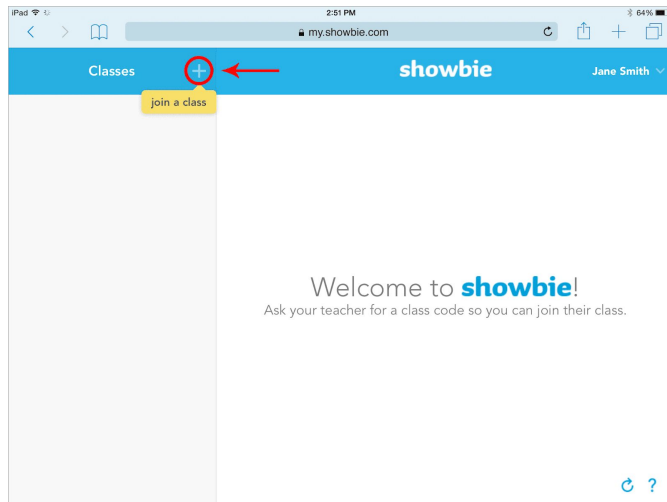 iPad 2:51 PM 64%
my.showbie.com
Classes + showbie Jane Smith
join a class
Welcome to showbie!
Ask your teacher for a class code so you can join their class.
?